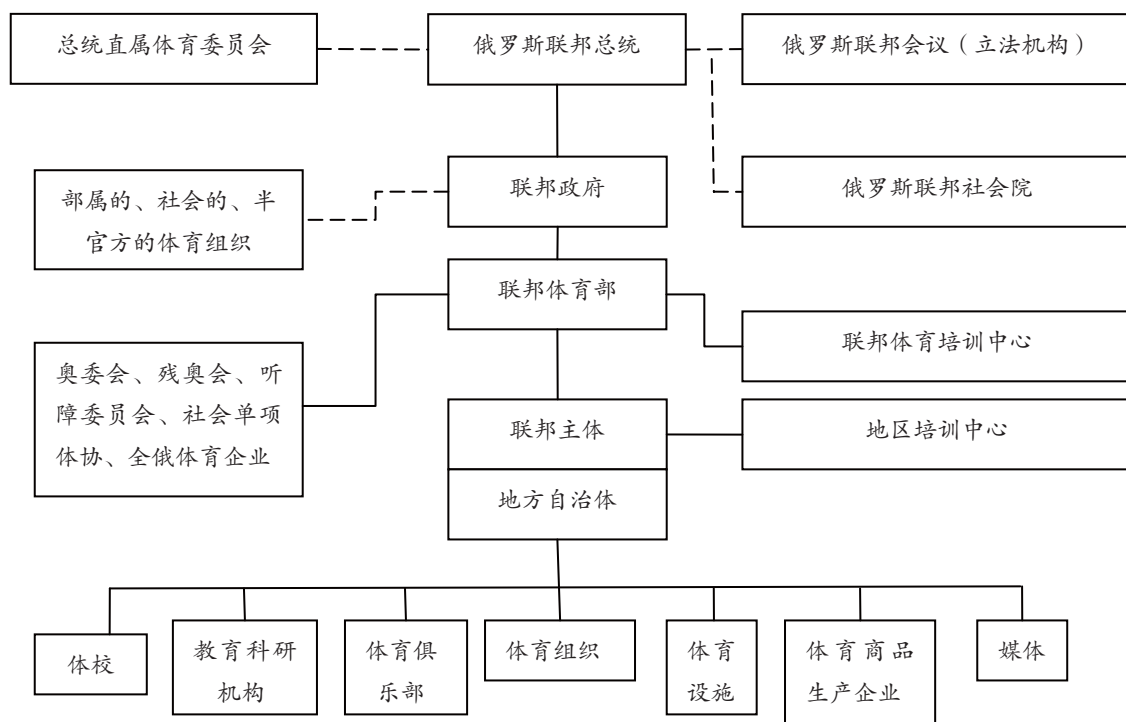 总统直属体育委员会
俄罗斯联邦总统
俄罗斯联邦会议（立法机构）
部属的、社会的、半
官方的体育组织
联邦政府
俄罗斯联邦社会院
联邦体育部
联邦体育培训中心
奥委会、残奥会、听
障委员会、社会单项
体协、全俄体育企业
联邦主体
地区培训中心
地方自治体
体校
教育科研
机构
体育俱
乐部
体育组织
体育
设施
体育商品
生产企业
媒体